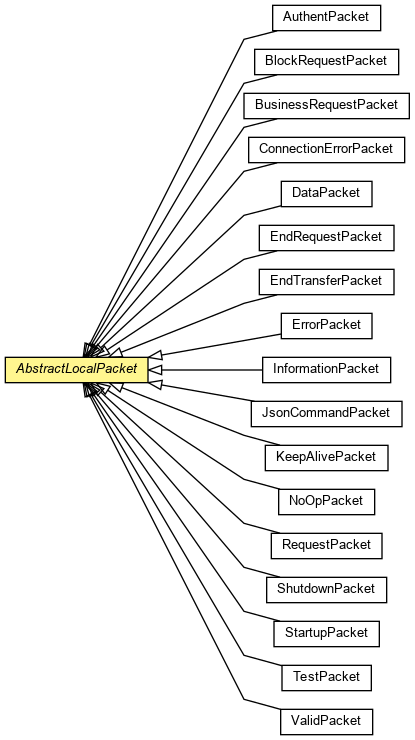 AuthentPacket
BlockRequestPacket
BusinessRequestPacket
ConnectionErrorPacket
DataPacket
EndRequestPacket
EndTransferPacket
ErrorPacket
AbstractLocalPacket
InformationPacket
JsonCommandPacket
KeepAlivePacket
NoOpPacket
RequestPacket
ShutdownPacket
StartupPacket
TestPacket
ValidPacket